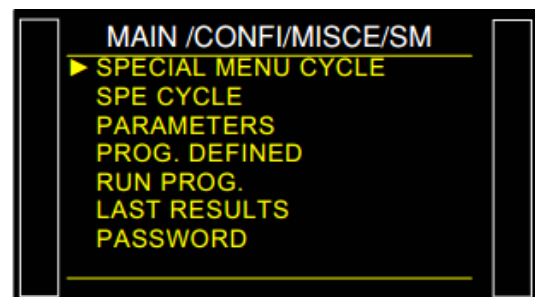 MAIN /CONFI/MISCE/SM
► SPECIAL MENU CYCLE
SPE CYCLE
PARAMETERS
PROG. DEFINED
RUN PROG.
LAST RESULTS
PASSWORD